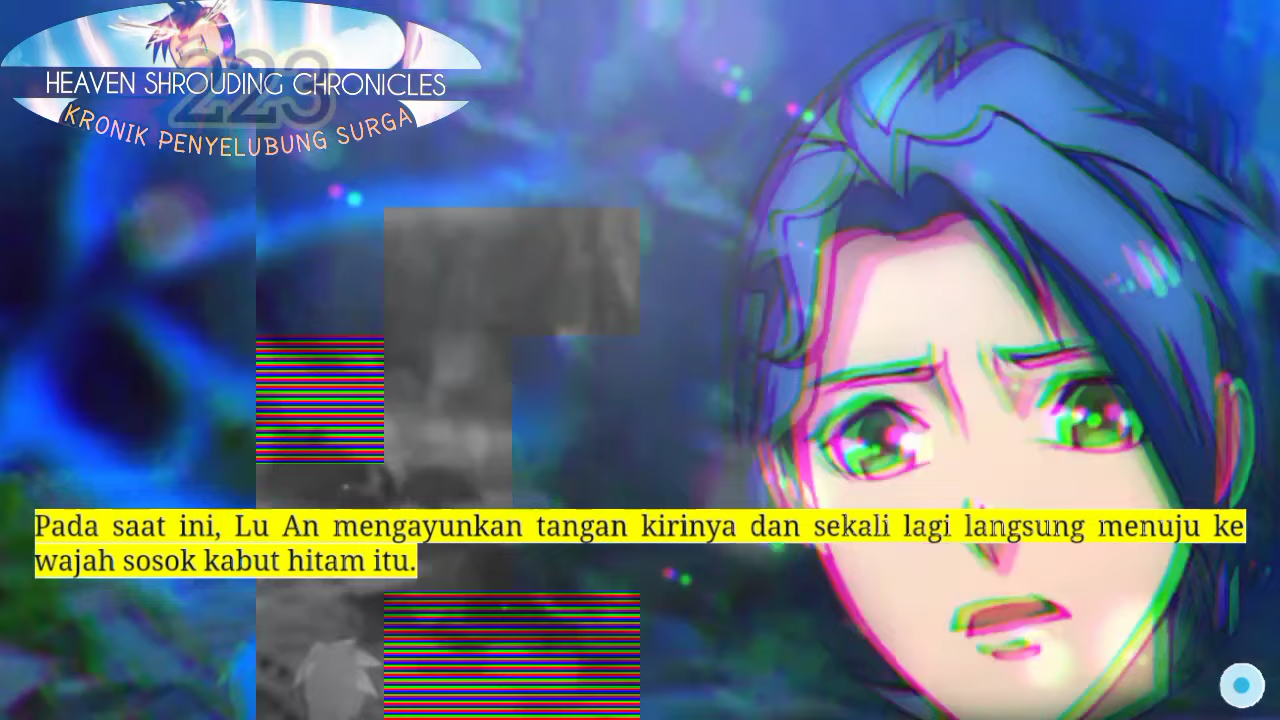 223
HEAVEN SHROUDING CHRONICLES
KRONIK PENYELUBUNG SURGA
Pada saat ini, Lu An mengayunkan tangan kirinya dan sekali lagi langsung menuju ke
wajah sosok kabut hitam itu.